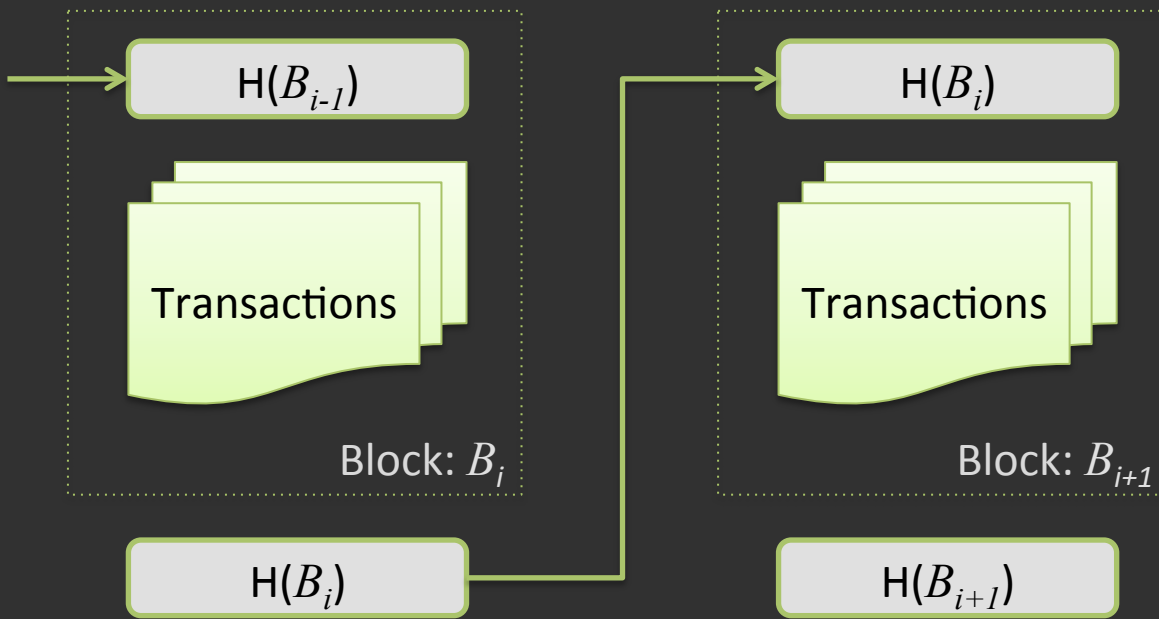 H(B_{i-1})
Transactions
Block: B_i
H(B_i)
H(B_i)
Transactions
Block: B_{i+1}
H(B_{i+1})